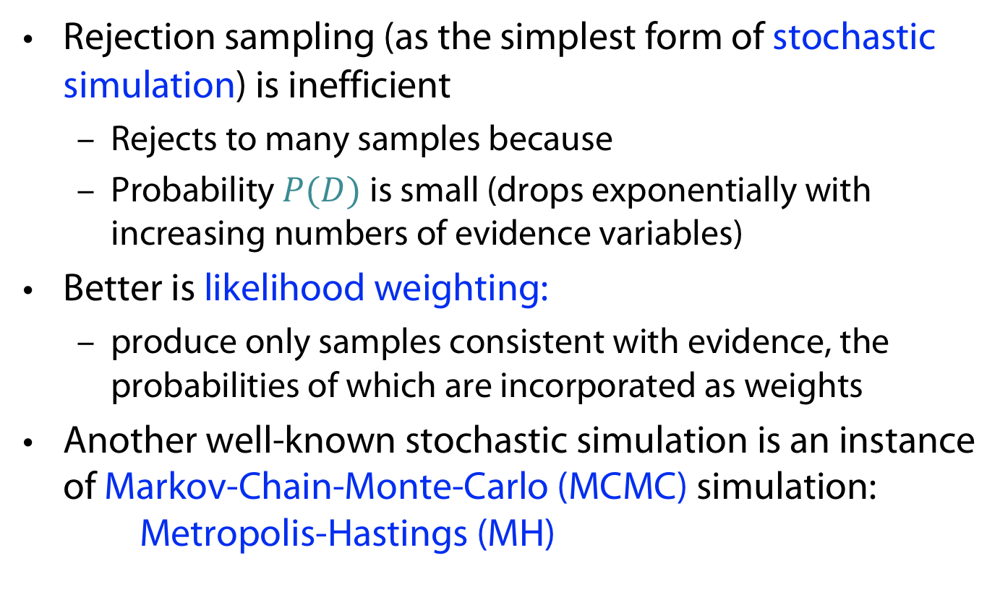 • Rejection sampling (as the simplest form of stochastic
simulation) is inefficient
– Rejects to many samples because
– Probability P(D) is small (drops exponentially with
increasing numbers of evidence variables)
• Better is likelihood weighting:
– produce only samples consistent with evidence, the
probabilities of which are incorporated as weights
• Another well-known stochastic simulation is an instance
of Markov-Chain-Monte-Carlo (MCMC) simulation:
Metropolis-Hastings (MH)